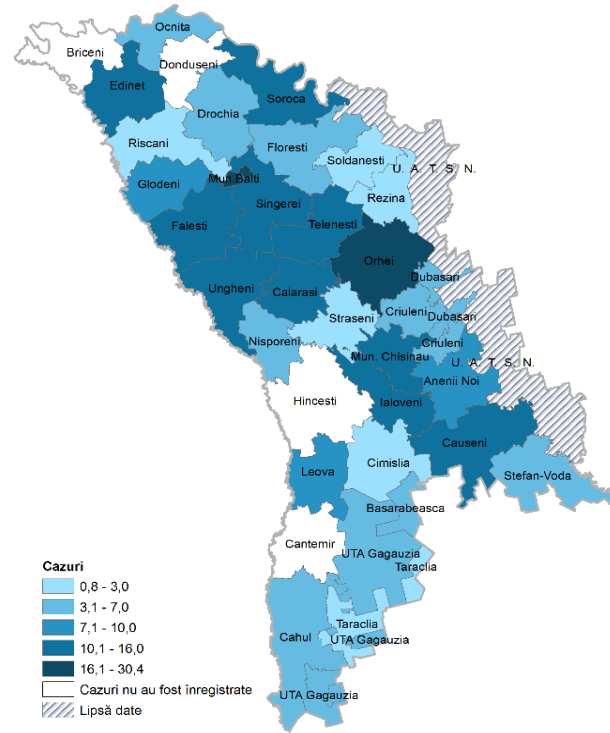 Ocnita
Briceni
Donduseni
Edinet
Soroca
Drochia
Riscani
Floresti
Soldanesti
U. A. T. S. N.
Glodeni
Mun.Balti
Rezina
Singerei
Falesti
Telenesti
Orhei
Dubasari
Ungheni
Calarasi
Straseni
Criuleni
Dubasari
Nisporeni
Criuleni
Mun. Chisinau
U. A. T. S. N.
Anenii Noi
Hincesti
Ialoveni
Causeni
Cimislia
Leova
Stefan-Voda
Basarabeasca
Cantemir
UTA Gagauzia
Taraclia
Taraclia
Cahul
UTA Gagauzia
UTA Gagauzia
Cazuri
0,8 - 3,0
3,1 - 7,0
7,1 - 10,0
10,1 - 16,0
16,1 - 30,4
Cazuri nu au fost înregistrate
Lipsă date